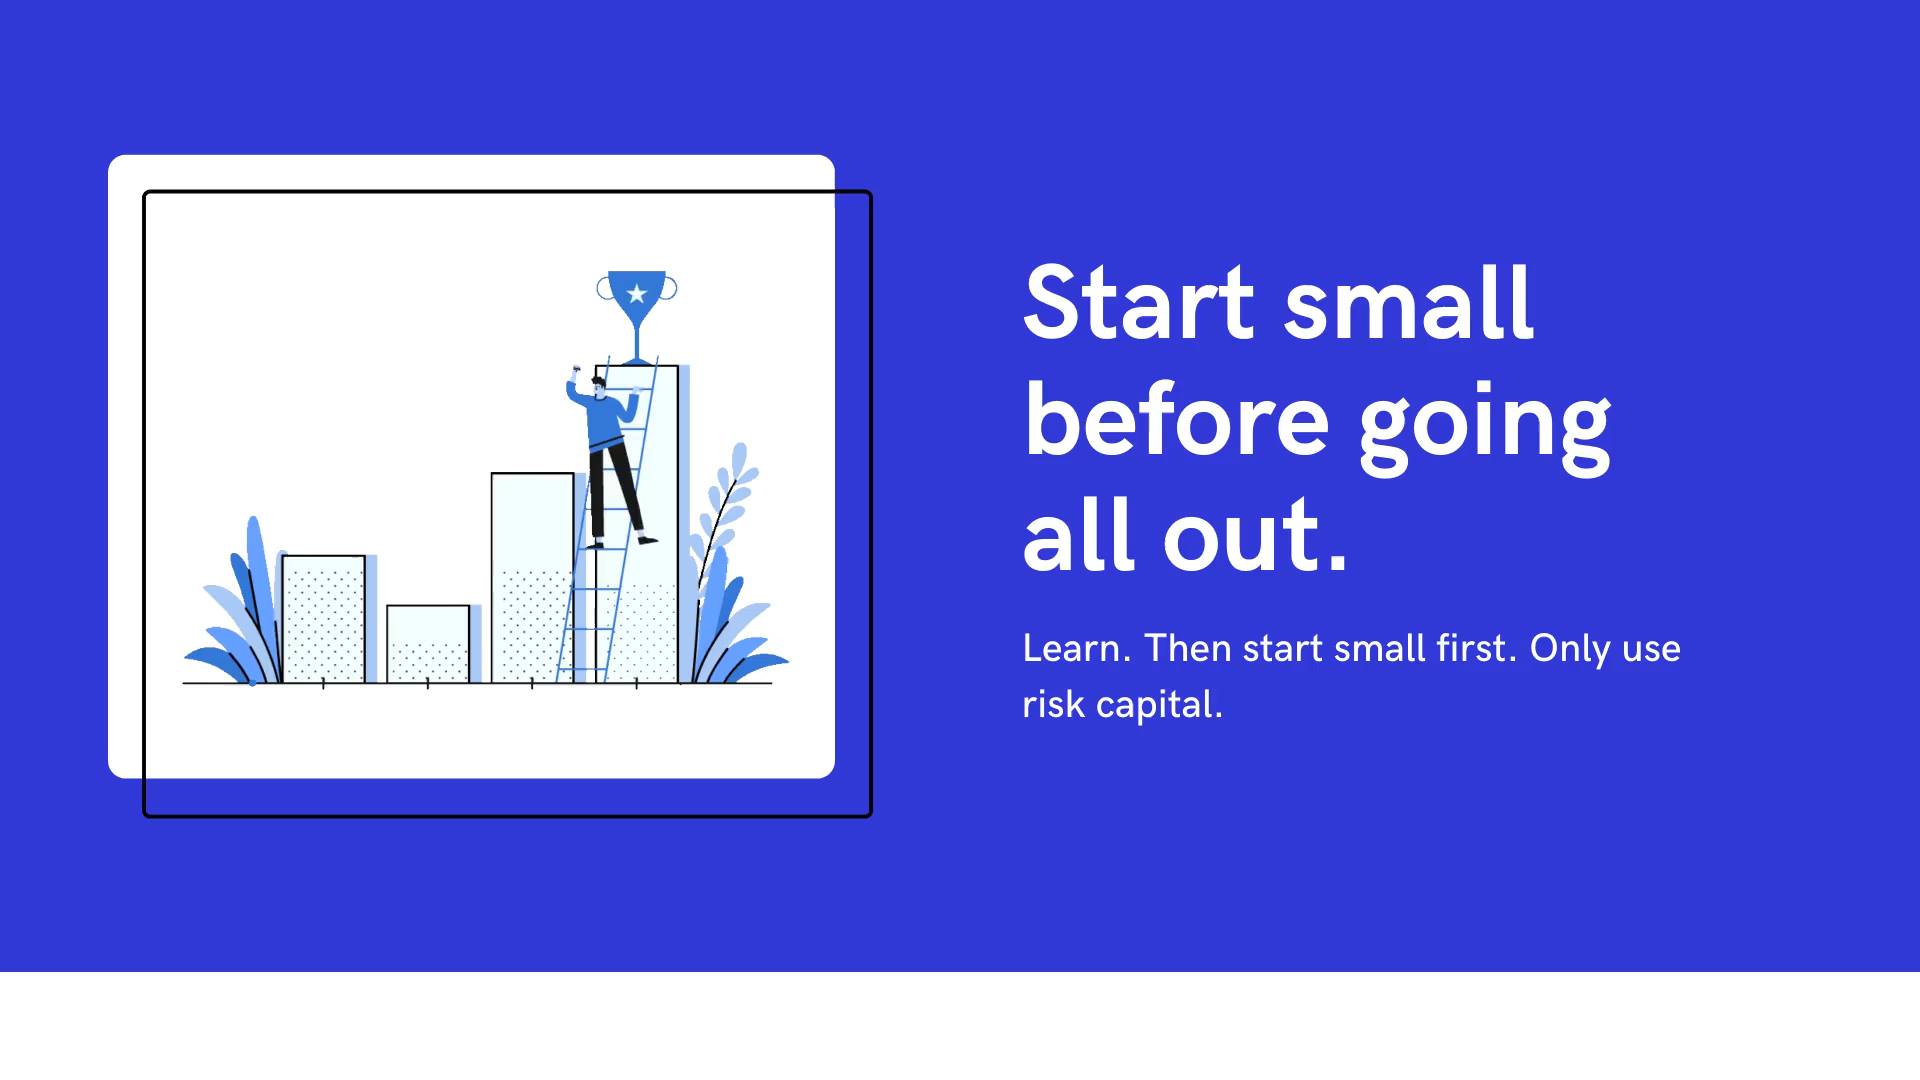 Start small
before going
all out.
Learn. Then start small first. Only use
risk capital.